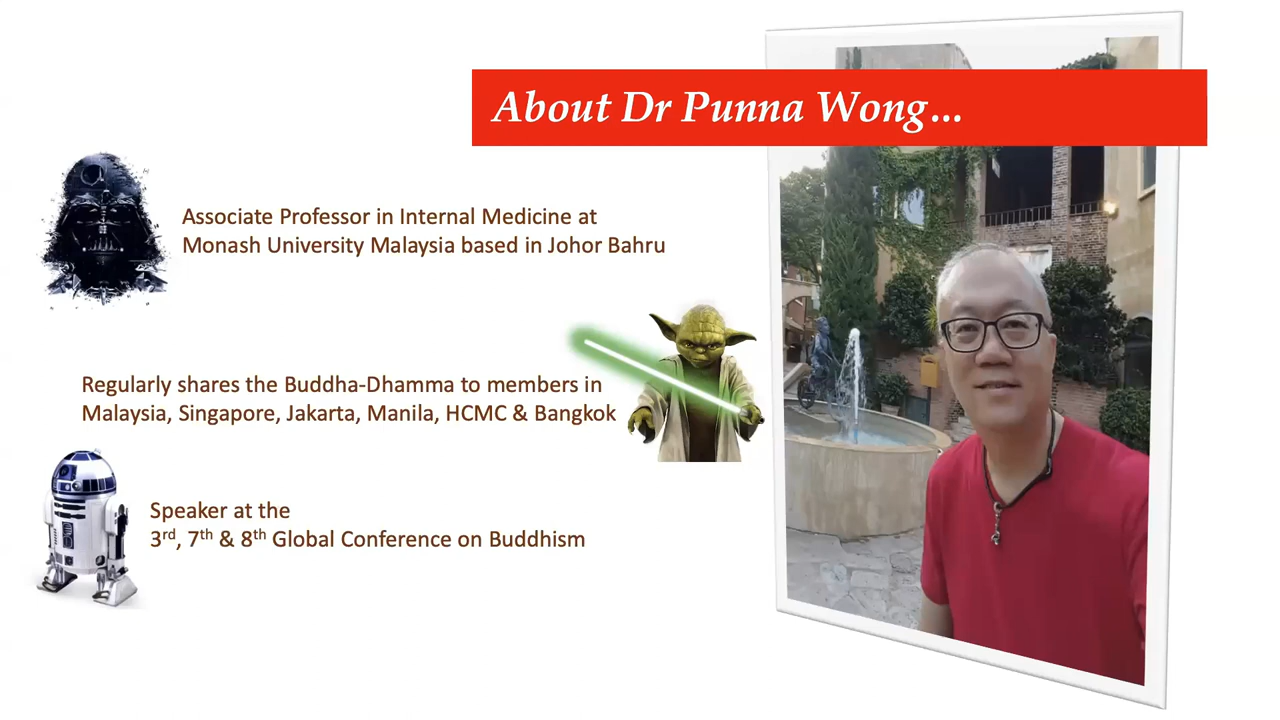 About Dr Punna Wong...
Associate Professor in Internal Medicine at
Monash University Malaysia based in Johor Bahru
Regularly shares the Buddha-Dhamma to members in
Malaysia, Singapore, Jakarta, Manila, HCMC & Bangkok
Speaker at the
3rd, 7th & 8th Global Conference on Buddhism